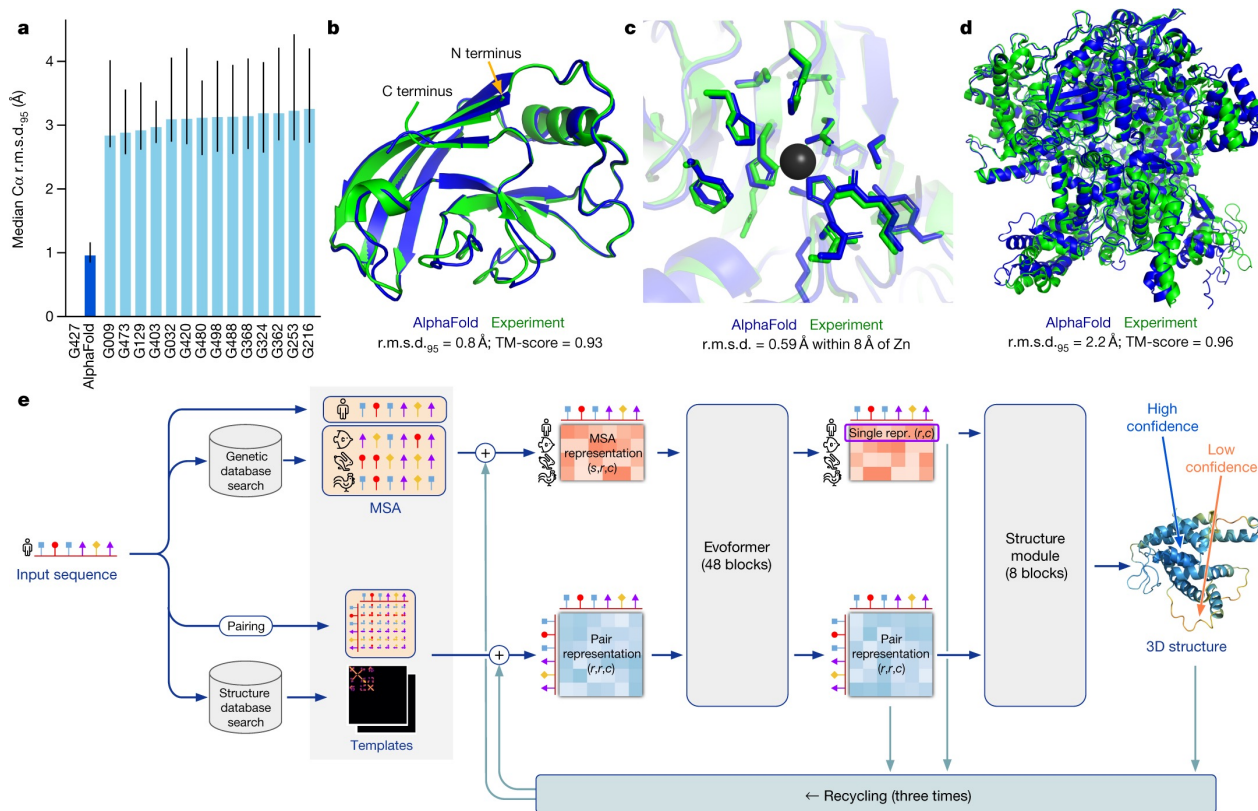 a
Median Cα r.m.s.d.95 (Å)
4
3
2
1
0
G427
AlphaFold
G009
G473
G129
G403
G032
G420
G480
G498
G488
G368
G324
G362
G253
G216
b
N terminus
C terminus
AlphaFold Experiment
r.m.s.d.95 = 0.8 Å; TM-score = 0.93
c
AlphaFold Experiment
r.m.s.d. = 0.59 Å within 8 Å of Zn
d
AlphaFold Experiment
r.m.s.d.95 = 2.2 Å; TM-score = 0.96
e
Input sequence
Genetic
database
search
Pairing
Structure
database
search
MSA
Templates
+
+
MSA
representation
(s,r,c)
Pair
representation
(r,r,c)
Evoformer
(48 blocks)
Single repr. (r,c)
Pair
representation
(r,r,c)
Structure
module
(8 blocks)
High
confidence
Low
confidence
3D structure
← Recycling (three times)